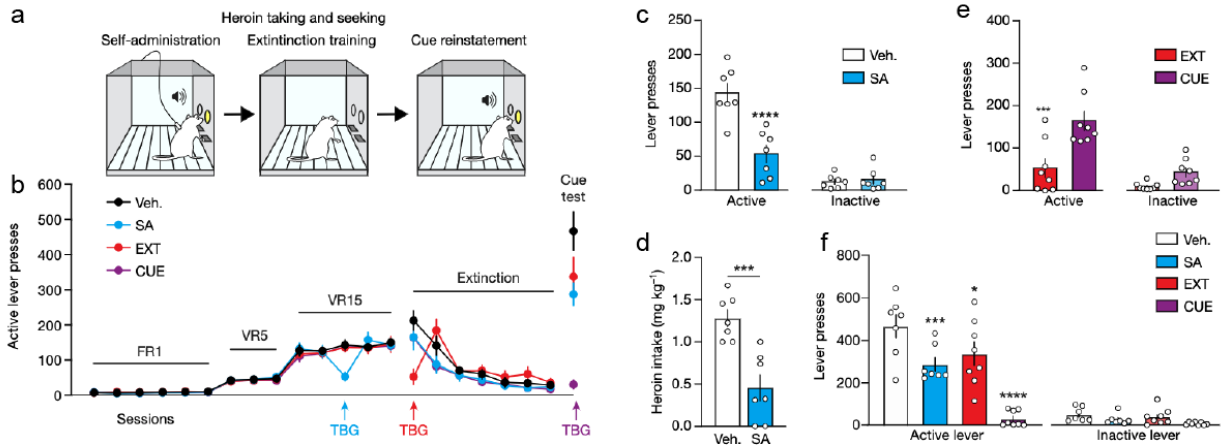 a
Heroin taking and seeking
Self-administration
Extintinction training
Cue reinstatement
b
Active lever presses
600
500
400
300
200
100
0
Veh.
SA
EXT
CUE
FR1
VR5
VR15
Extinction
Cue
test
Sessions
TBG
TBG
TBG
c
Lever presses
200
150
100
50
0
Veh.
SA
****
Active
Inactive
d
Heroin intake (mg kg⁻¹)
2.0
1.5
1.0
0.5
0.0
***
Veh.
SA
e
Lever presses
400
300
200
100
0
EXT
CUE
***
Active
Inactive
f
Lever presses
800
600
400
200
0
Veh.
SA
EXT
CUE
***
*
****
Active lever
Inactive lever